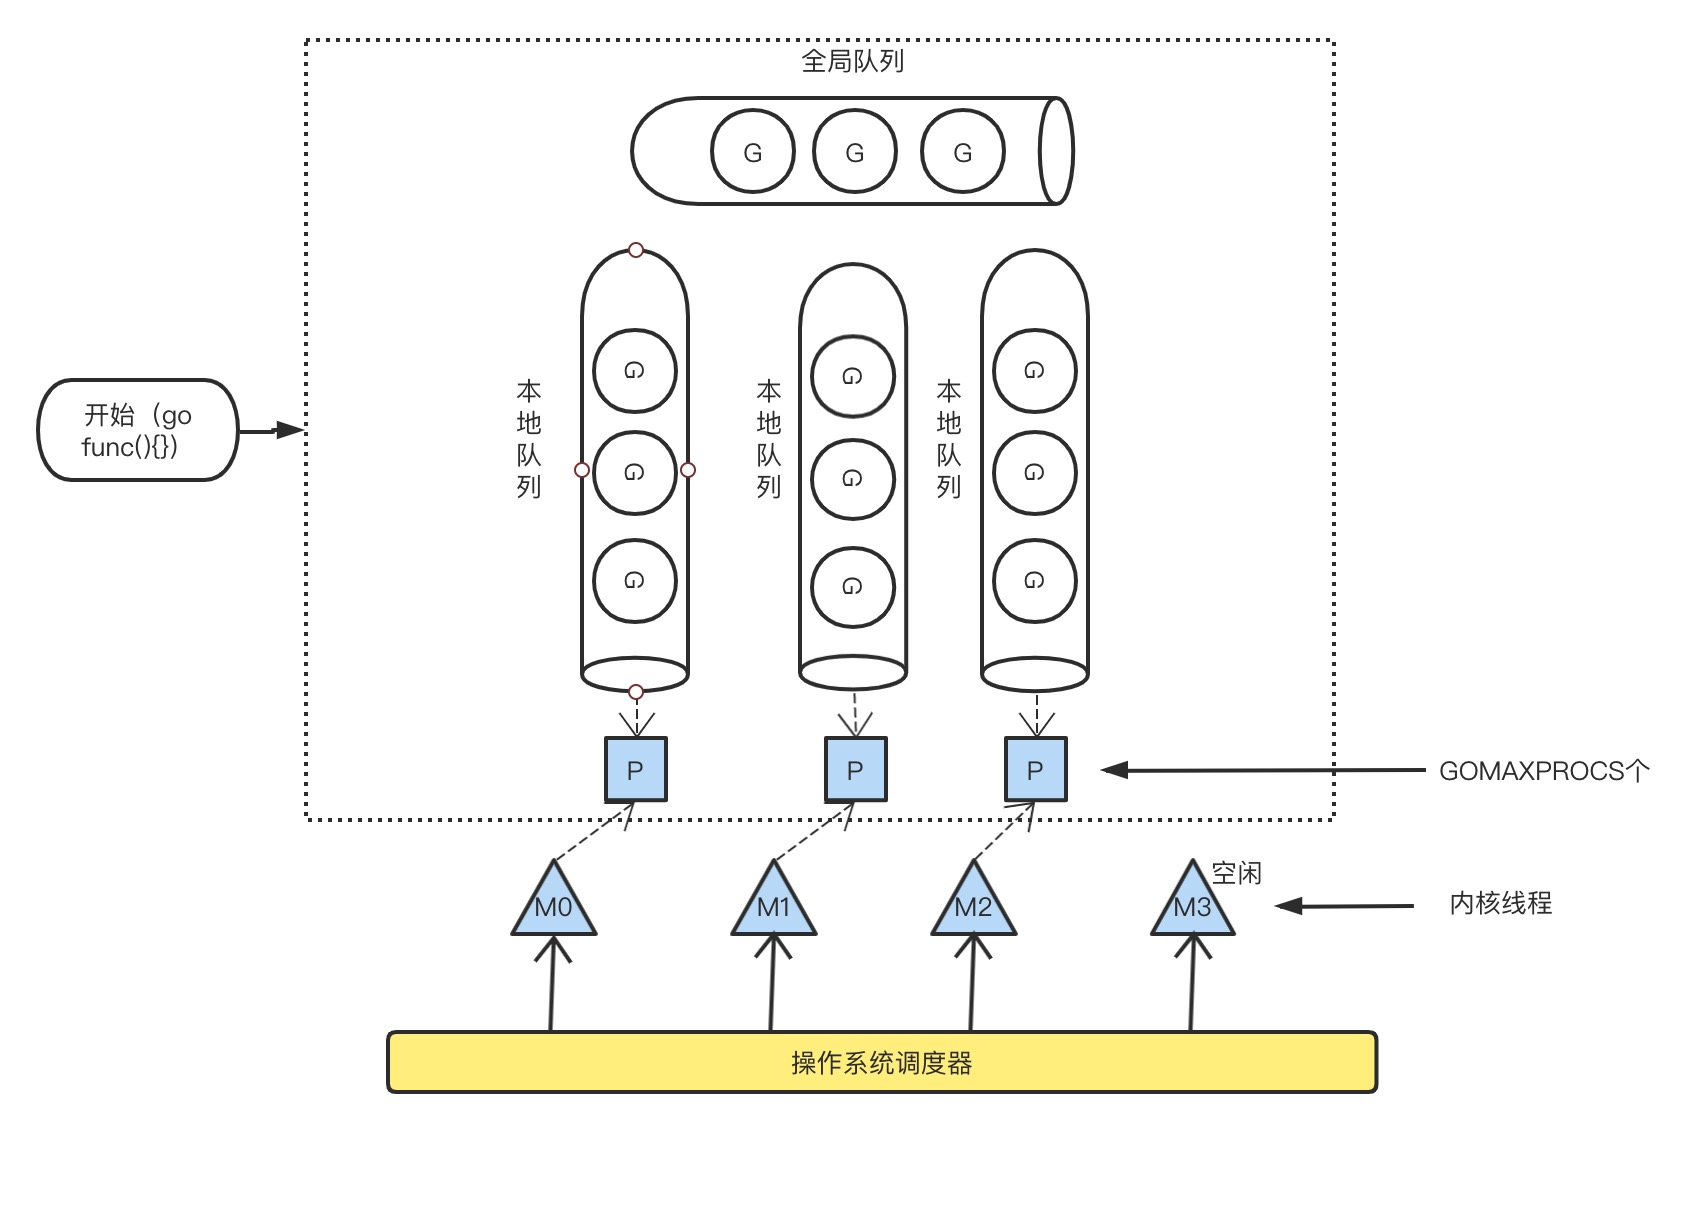 全局队列
G G G
开始（go
func(){})
本
地
队
列
G
G
G
本
地
队
列
G
G
G
本
地
队
列
G
G
G
P P P
GOMAXPROCS个
M0 M1 M2 M3
空闲
内核线程
操作系统调度器